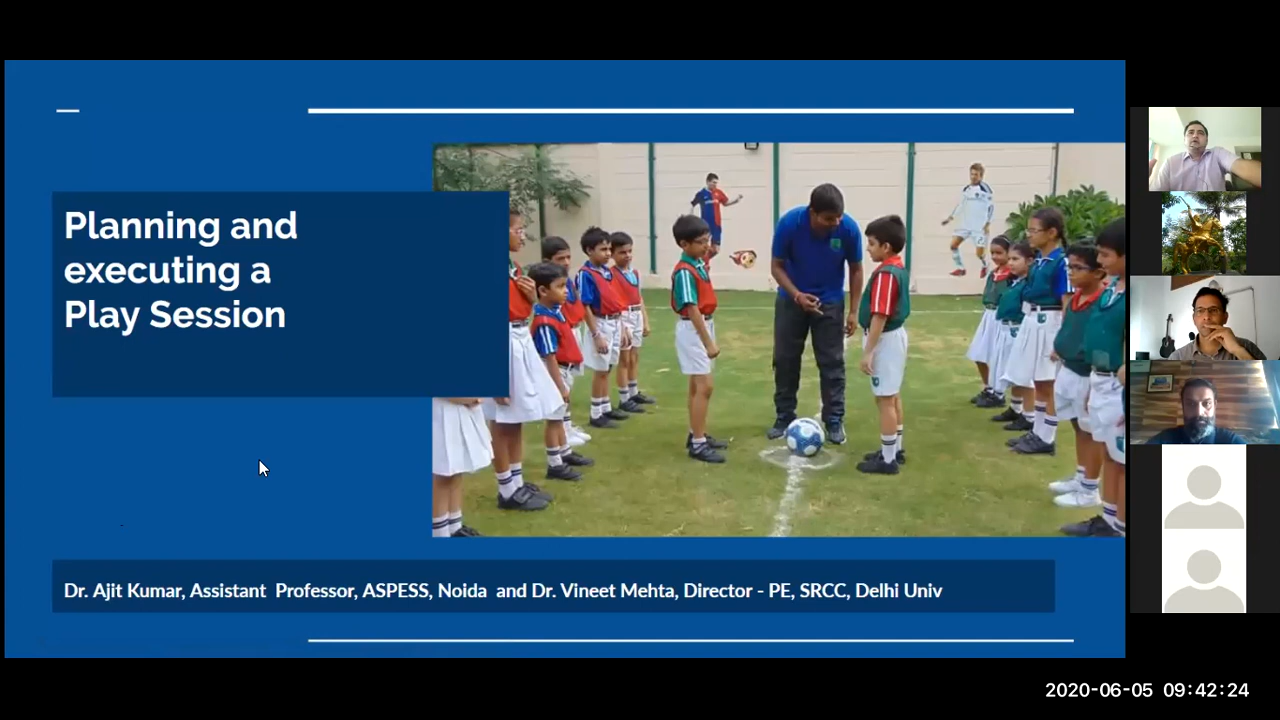 Planning and
executing a
Play Session
Dr. Ajit Kumar, Assistant Professor, ASPESS, Noida and Dr. Vineet Mehta, Director - PE, SRCC, Delhi Univ
2020-06-05 09:42:24